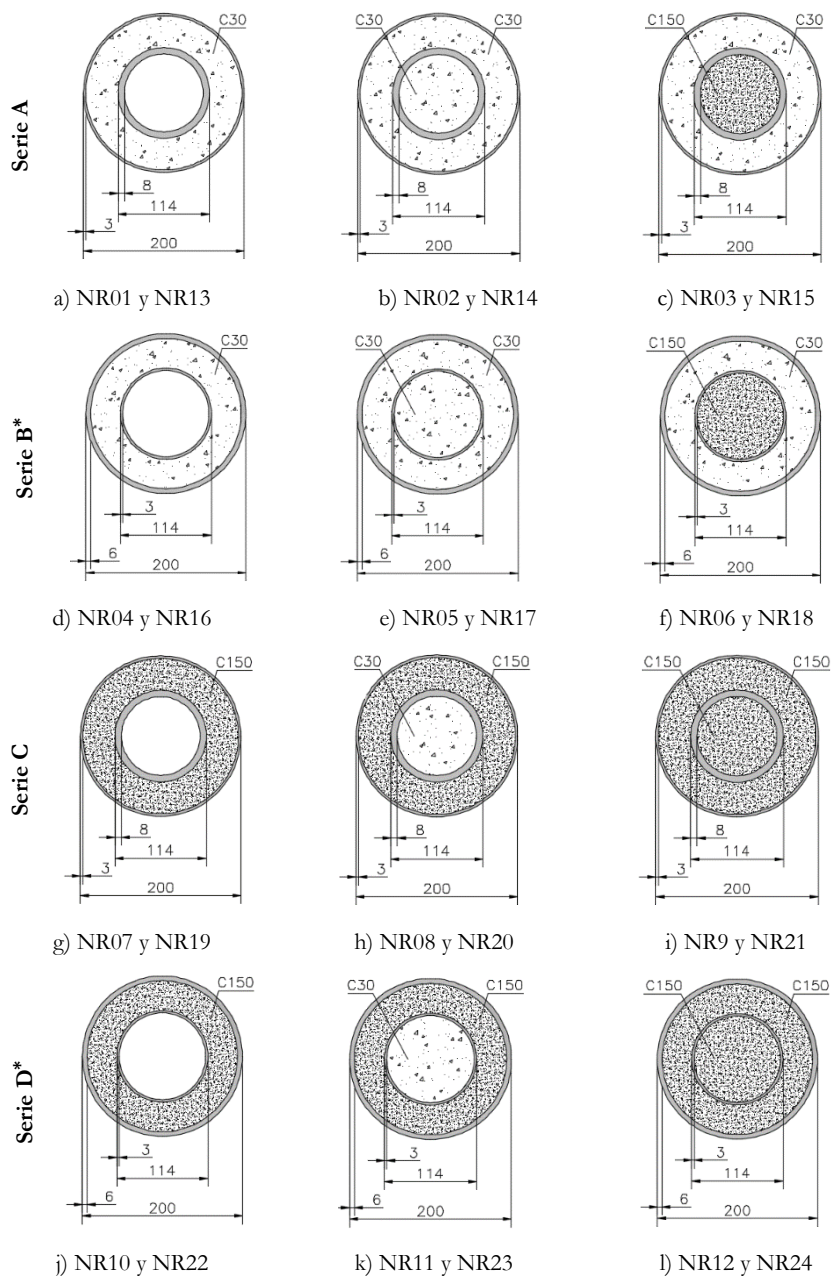 Serie A
C30
C30
C30
C150
C30
8
8
8
114
114
114
3
3
3
200
200
200
a) NR01 y NR13
b) NR02 y NR14
c) NR03 y NR15
Serie B*
C30
C30
C30
C150
C30
3
3
3
114
114
114
6
6
6
200
200
200
d) NR04 y NR16
e) NR05 y NR17
f) NR06 y NR18
Serie C
C150
C30
C150
C150
C150
8
8
8
114
114
114
3
3
3
200
200
200
g) NR07 y NR19
h) NR08 y NR20
i) NR9 y NR21
Serie D*
C150
C30
C150
C150
C150
3
3
3
114
114
114
6
6
6
200
200
200
j) NR10 y NR22
k) NR11 y NR23
l) NR12 y NR24